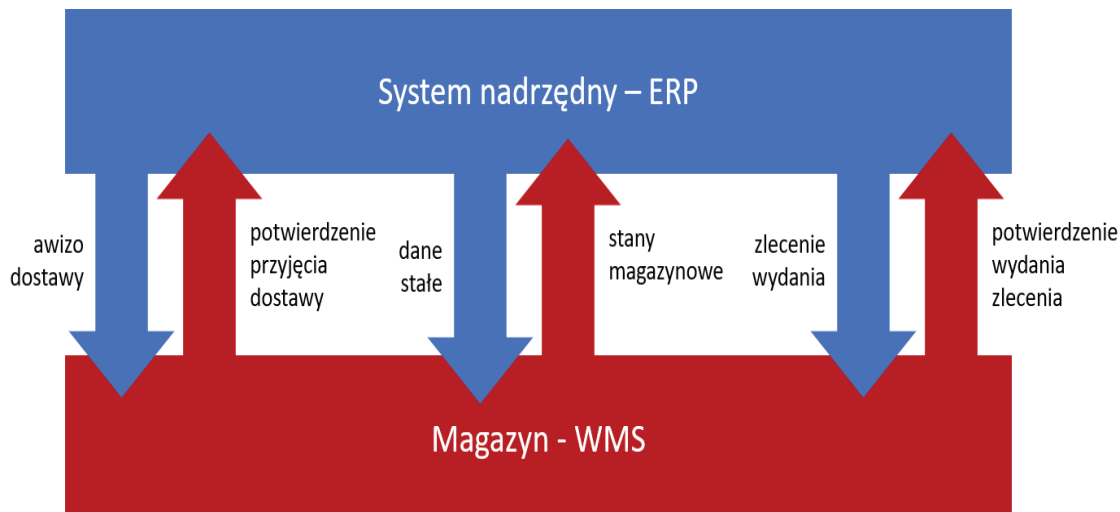 System nadrzędny – ERP
awizo
dostawy
potwierdzenie
przyjęcia
dostawy
dane
stałe
stany
magazynowe
zlecenie
wydania
potwierdzenie
wydania
zlecenia
Magazyn - WMS